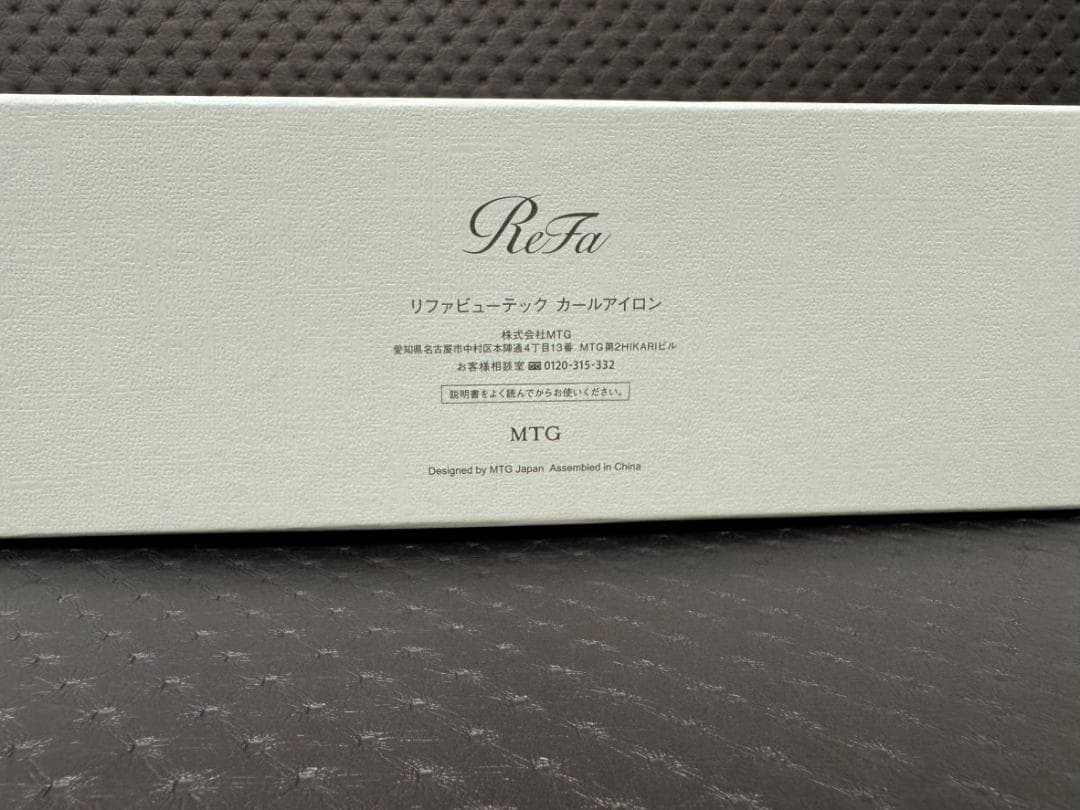 ReFa
リファビューテック カールアイロン
株式会社MTG
愛知県名古屋市中村区本陣通4丁目13番 MTG第2HIKARIビル
お客様相談室 0120-315-332
説明書をよく読んでからお使いください。
MTG
Designed by MTG Japan Assembied in China